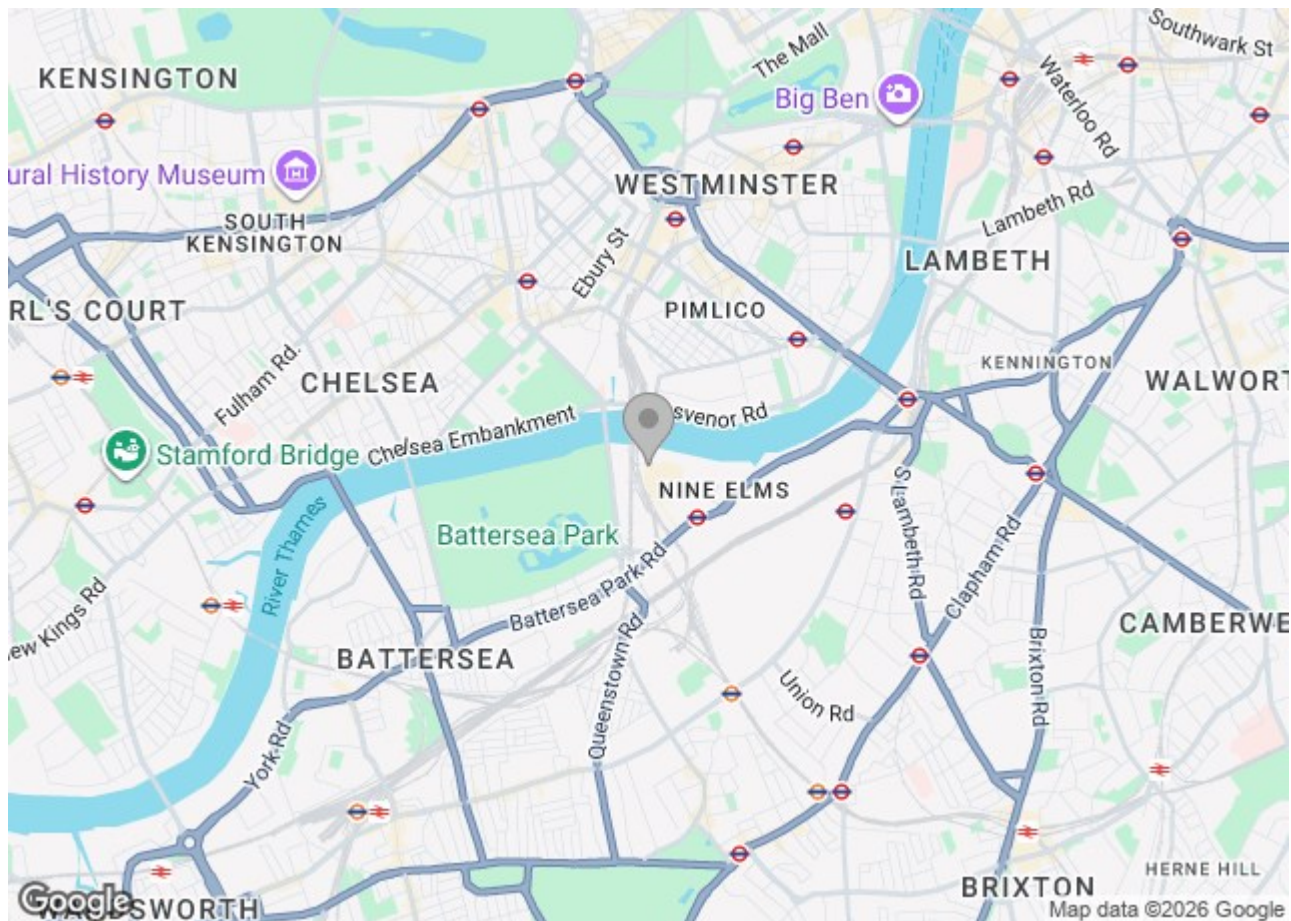 Southwark St
The Mall
KENSINGTON
Big Ben
Waterloo Rd
ural History Museum
WESTMINSTER
Lambeth Rd
SOUTH
KENSINGTON
Ebury St
LAMBETH
RL'S COURT
PIMLICO
KENNINGTON
Fulham Rd.
CHELSEA
WALWORT
Chelsea Embankment
svenor Rd
Stamford Bridge
NINE ELMS
S Lambeth Rd
River Thames
Battersea Park
Clapham Rd
Battersea Park Rd
ew Kings Rd
CAMBERWE
BATTERSEA
Queenstown Rd
Union Rd
Brixton Rd
York Rd
HERNE HILL
BRIXTON
Google
WANDSWORTH
Map data ©2026 Google